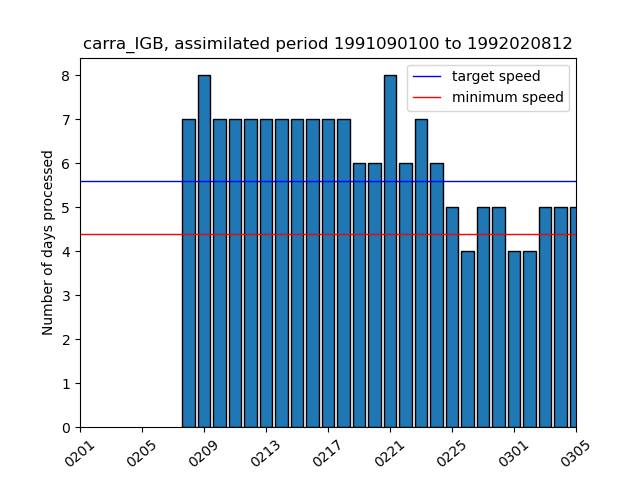 carra_IGB, assimilated period 1991090100 to 1992020812
target speed
minimum speed
Number of days processed
8
7
6
5
4
3
2
1
0
0201 0205 0209 0213 0217 0221 0225 0301 0305